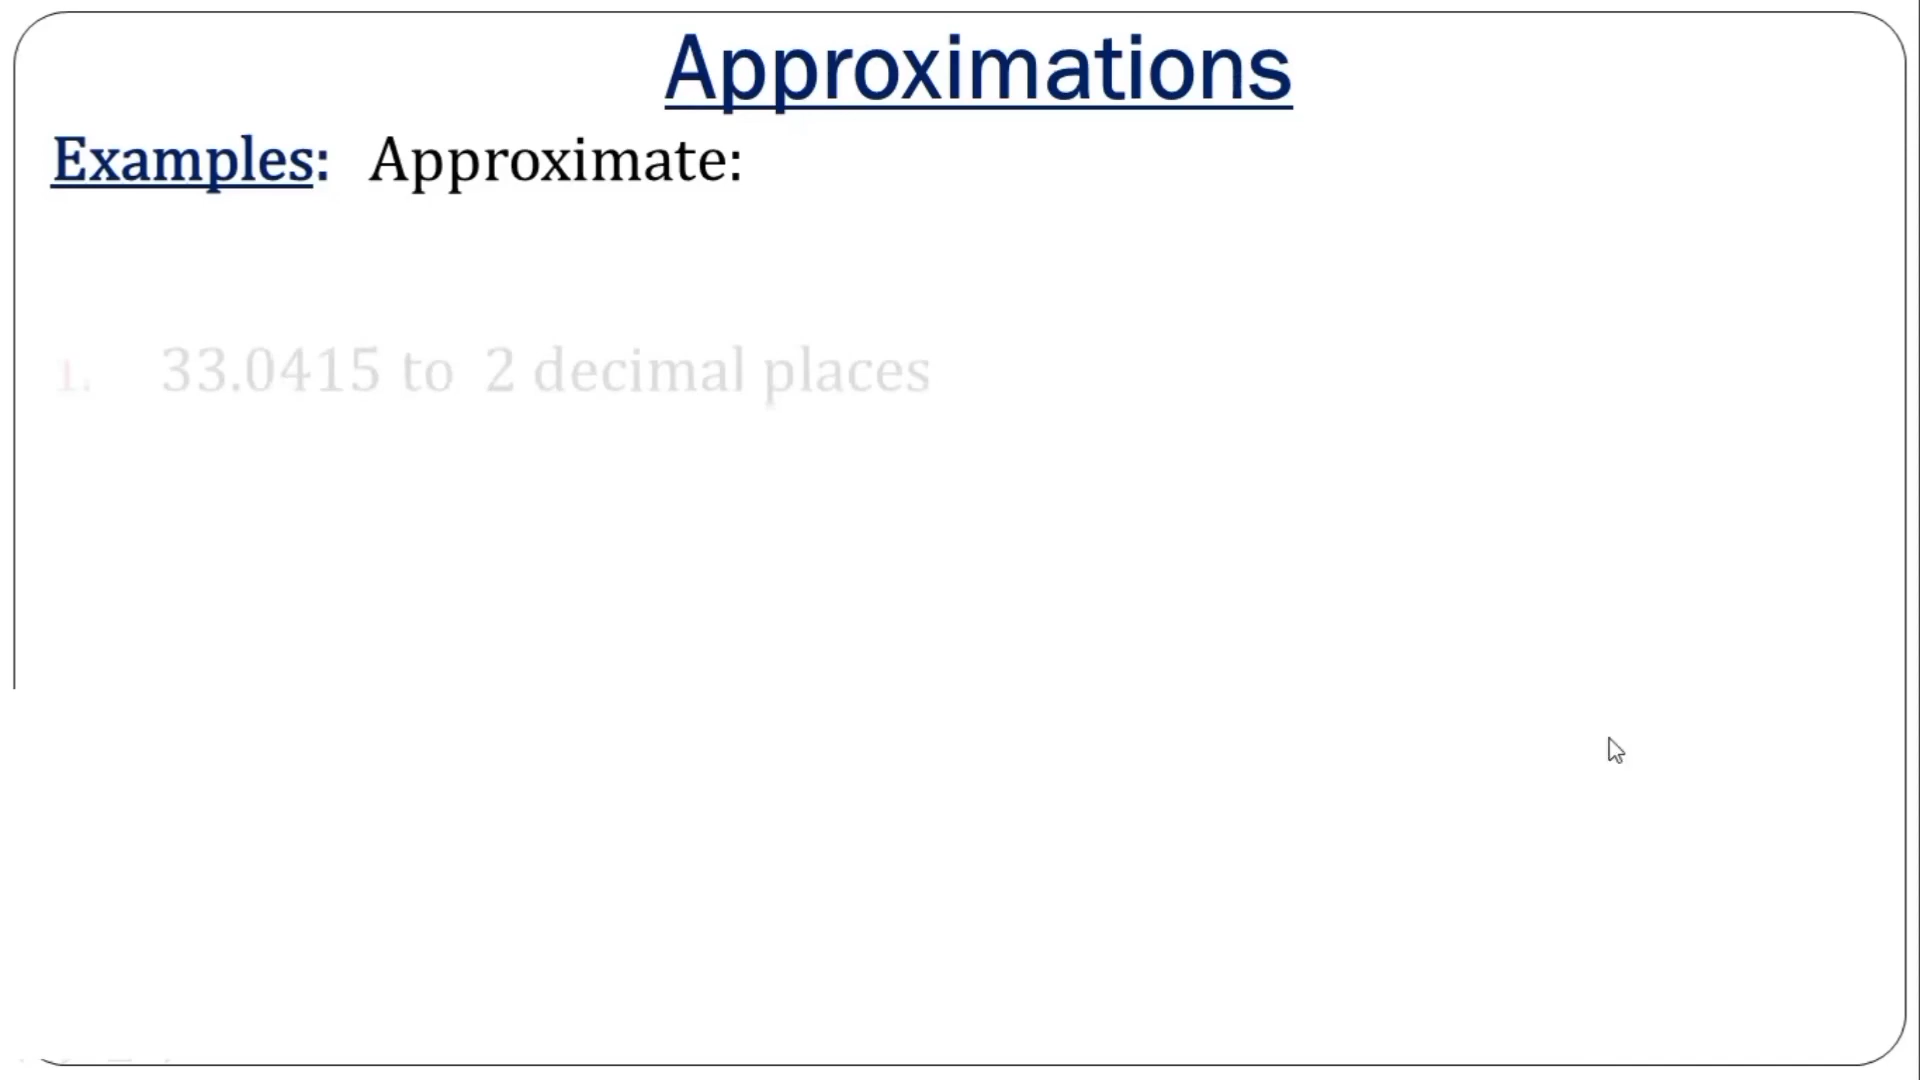 Approximations
Examples: Approximate:
1. 33.0415 to 2 decimal places